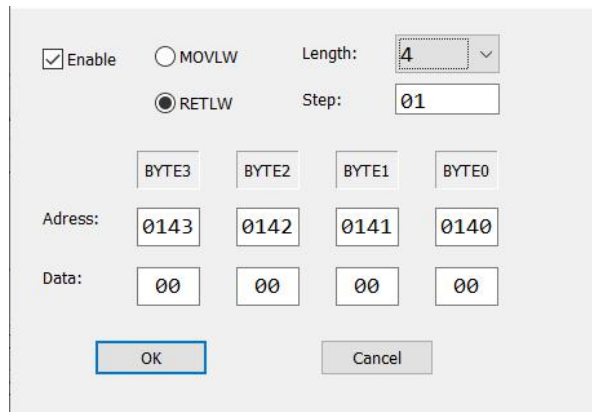 Enable MOVLW Length: 4
RETLW Step: 01
BYTE3 BYTE2 BYTE1 BYTE0
Adress: 0143 0142 0141 0140
Data: 00 00 00 00
OK Cancel